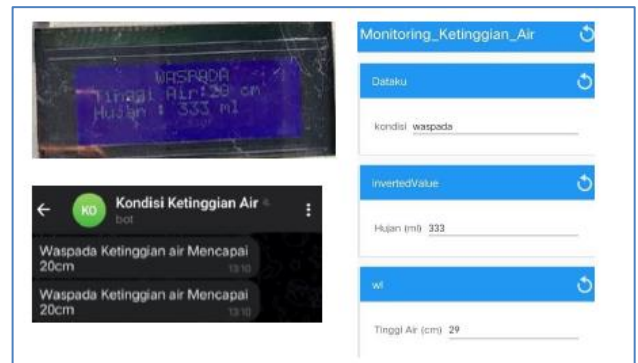 WASPADA
Tinggi Air:29 cm
Hujan : 333 ml
Kondisi Ketinggian Air
KO
bot
Waspada Ketinggian air Mencapai
20cm
13:10
Waspada Ketinggian air Mencapai
20cm
13:10
Monitoring_Ketinggian_Air
Dataku
kondisi waspada
InvertedValue
Hujan (ml) 333
wl
Tinggi Air (cm) 29